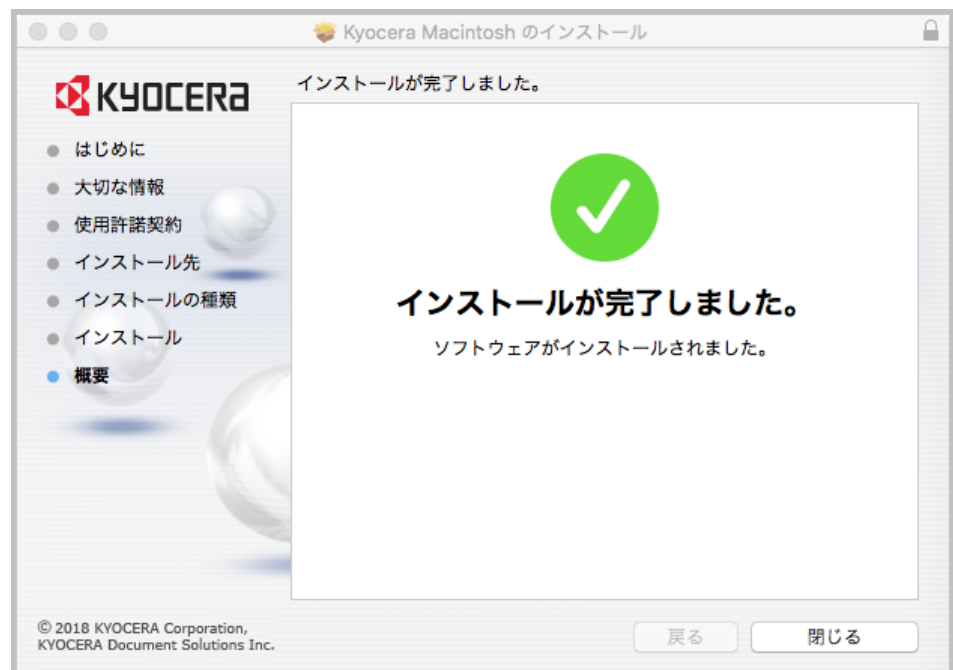 Kyocera Macintosh のインストール
KYOCERA
インストールが完了しました。
はじめに
大切な情報
使用許諾契約
インストール先
インストールの種類
インストール
概要
インストールが完了しました。
ソフトウェアがインストールされました。
© 2018 KYOCERA Corporation,
KYOCERA Document Solutions Inc.
戻る
閉じる